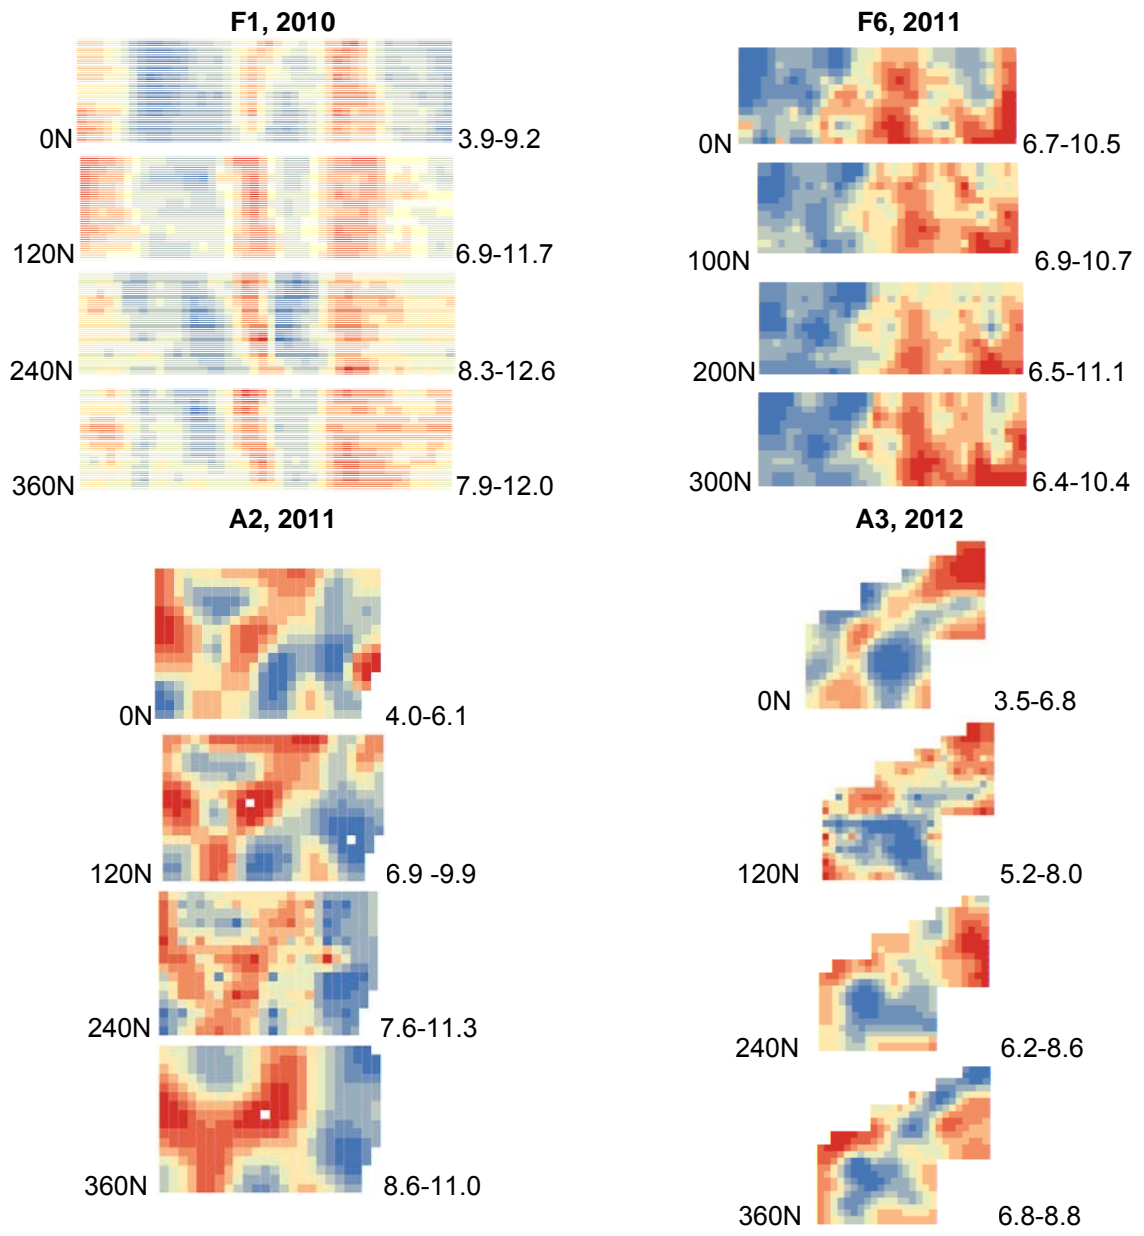 F1, 2010
0N 3.9-9.2
120N 6.9-11.7
240N 8.3-12.6
360N 7.9-12.0
F6, 2011
0N 6.7-10.5
100N 6.9-10.7
200N 6.5-11.1
300N 6.4-10.4
A2, 2011
0N 4.0-6.1
120N 6.9 -9.9
240N 7.6-11.3
360N 8.6-11.0
A3, 2012
0N 3.5-6.8
120N 5.2-8.0
240N 6.2-8.6
360N 6.8-8.8